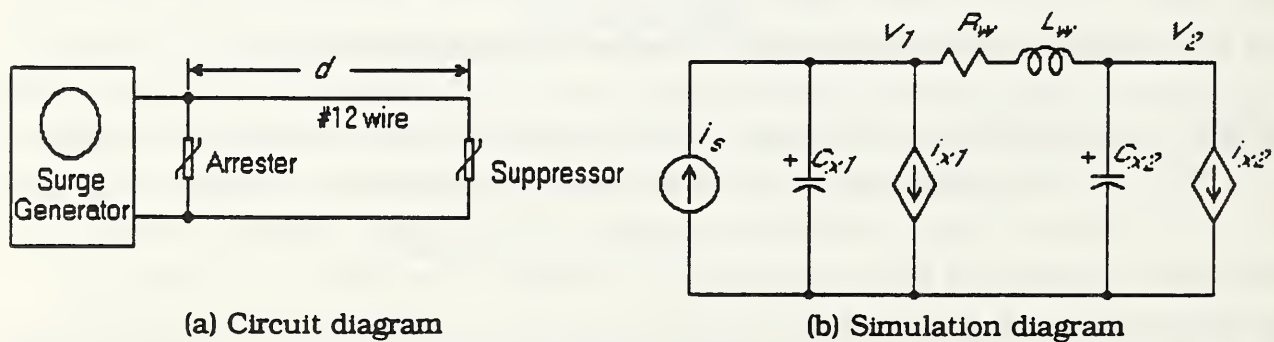 d
#12 wire
Surge
Generator
Arrester
Suppressor
(a) Circuit diagram
V1
Rw
Lw
V2
is
+
Cx1
ix1
+
Cx2
ix2
(b) Simulation diagram